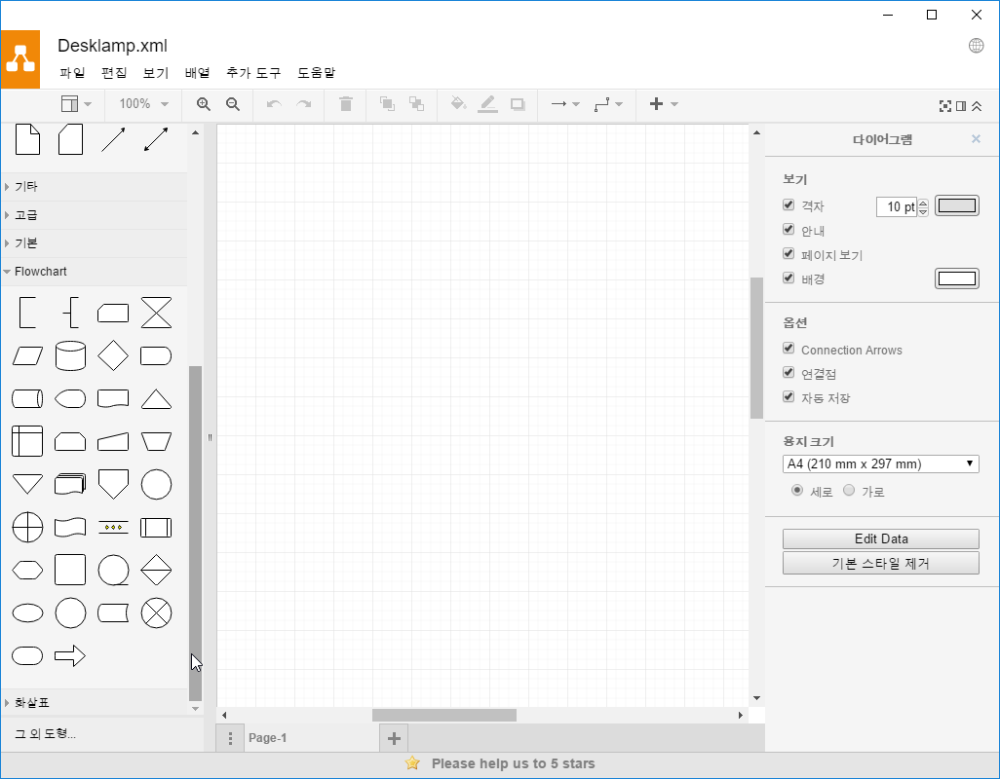 Desklamp.xml
파일 편집 보기 배열 추가 도구 도움말
100%
기타
고급
기본
Flowchart
화살표
그 외 도형...
Page-1
다이어그램
보기
격자 10 pt
안내
페이지 보기
배경
옵션
Connection Arrows
연결점
자동 저장
용지 크기
A4 (210 mm x 297 mm)
세로 가로
Edit Data
기본 스타일 제거
Please help us to 5 stars